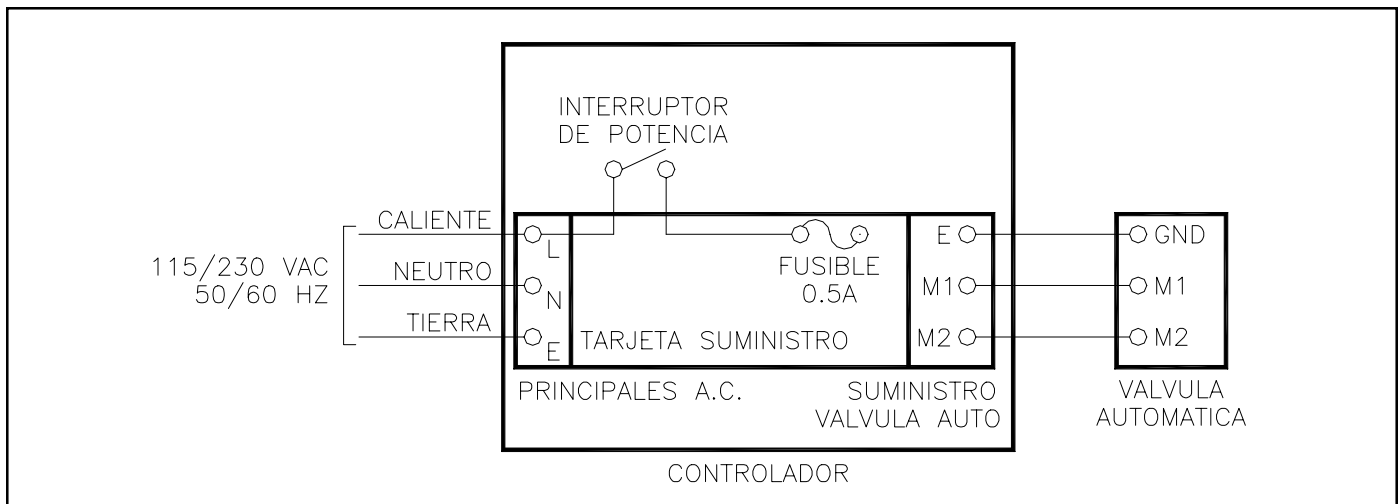 INTERRUPTOR
DE POTENCIA
CALIENTE
L
E
GND
115/230 VAC
50/60 HZ
NEUTRO
N
FUSIBLE
0.5A
M1
M1
TIERRA
E
TARJETA SUMINISTRO
M2
M2
PRINCIPALES A.C.
SUMINISTRO
VALVULA AUTO
VALVULA
AUTOMATICA
CONTROLADOR